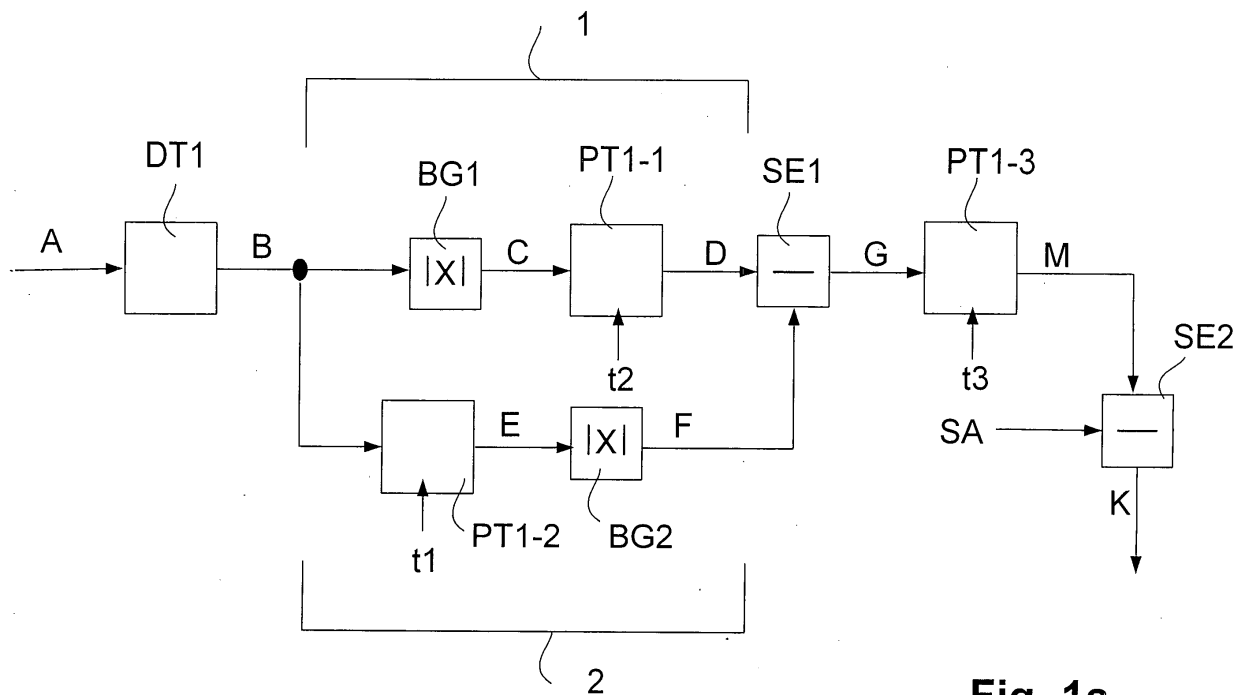 1
DT1
BG1
PT1-1
SE1
PT1-3
A
B
|X|
C
D
—
G
M
t2
t3
SE2
SA
—
E
|X|
F
K
t1
PT1-2
BG2
2
Fig. 1a